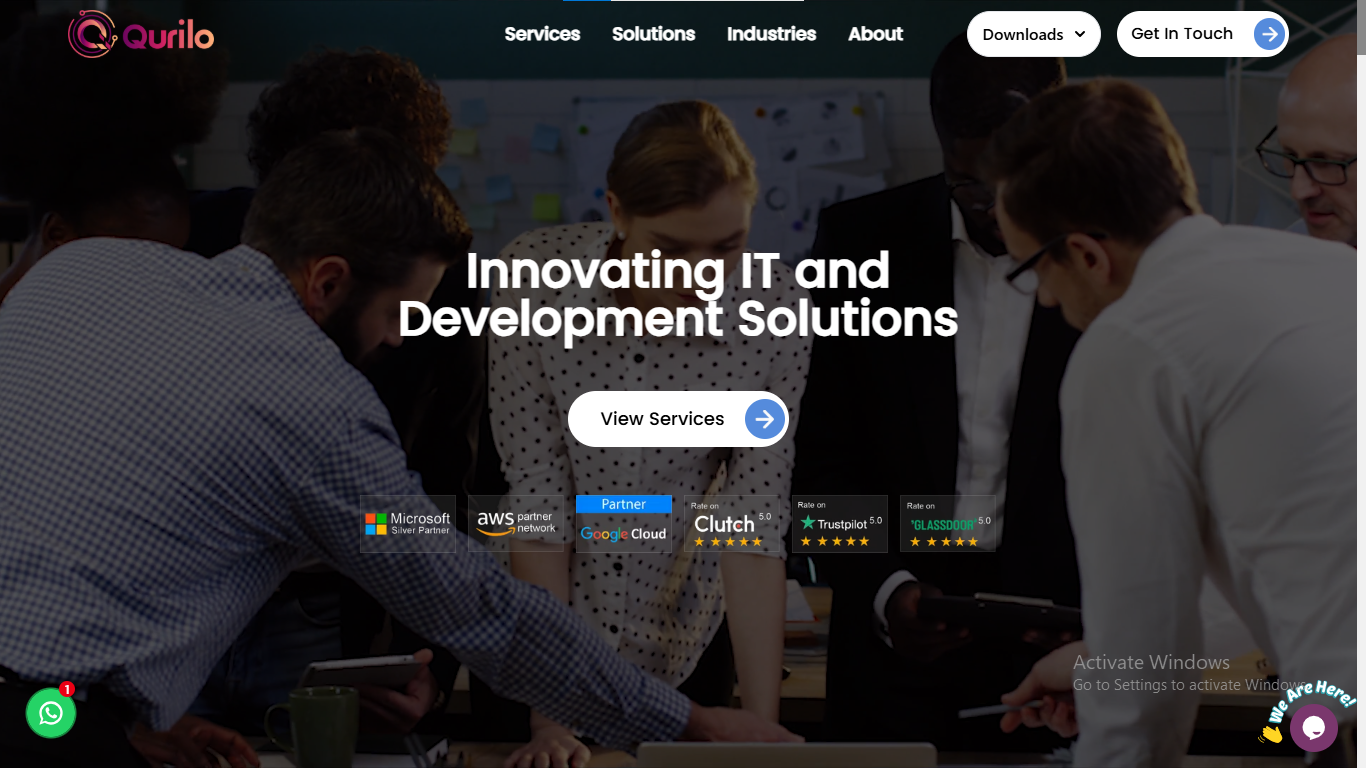 Qurilo
Services
Solutions
Industries
About
Downloads
Get In Touch
Innovating IT and
Development Solutions
View Services
Microsoft
Silver Partner
aws partner
network
Partner
Google Cloud
Rate on
Clutch 5.0
Rate on
Trustpilot 5.0
Rate on
GLASSDOOR 5.0
Activate Windows
Go to Settings to activate Windows.
We Are Here!
1